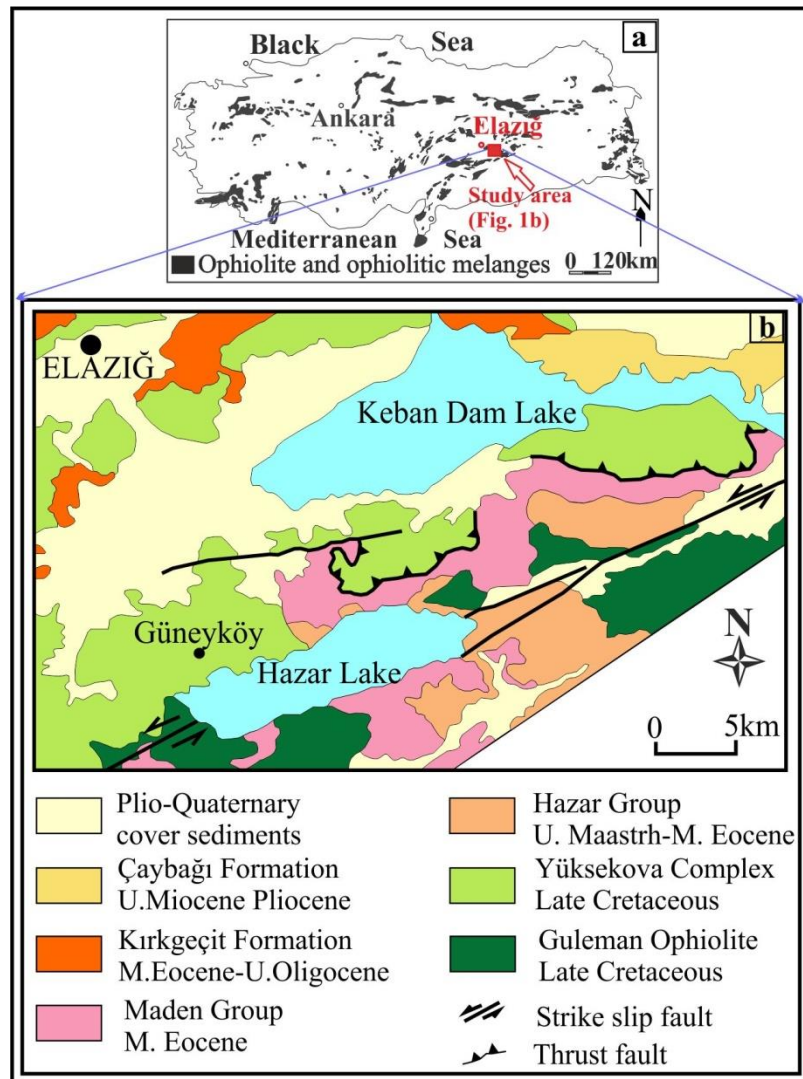 a
Black Sea
Ankara
Elazığ
Study area
(Fig. 1b)
N
Mediterranean Sea
Ophiolite and ophiolitic melanges
0 120km
b
ELAZIĞ
Keban Dam Lake
Güneyköy
Hazar Lake
N
0 5km
Plio-Quaternary
cover sediments
Çaybağı Formation
U.Miocene Pliocene
Kırkgeçit Formation
M.Eocene-U.Oligocene
Maden Group
M. Eocene
Hazar Group
U. Maastrh-M. Eocene
Yüksekova Complex
Late Cretaceous
Guleman Ophiolite
Late Cretaceous
Strike slip fault
Thrust fault